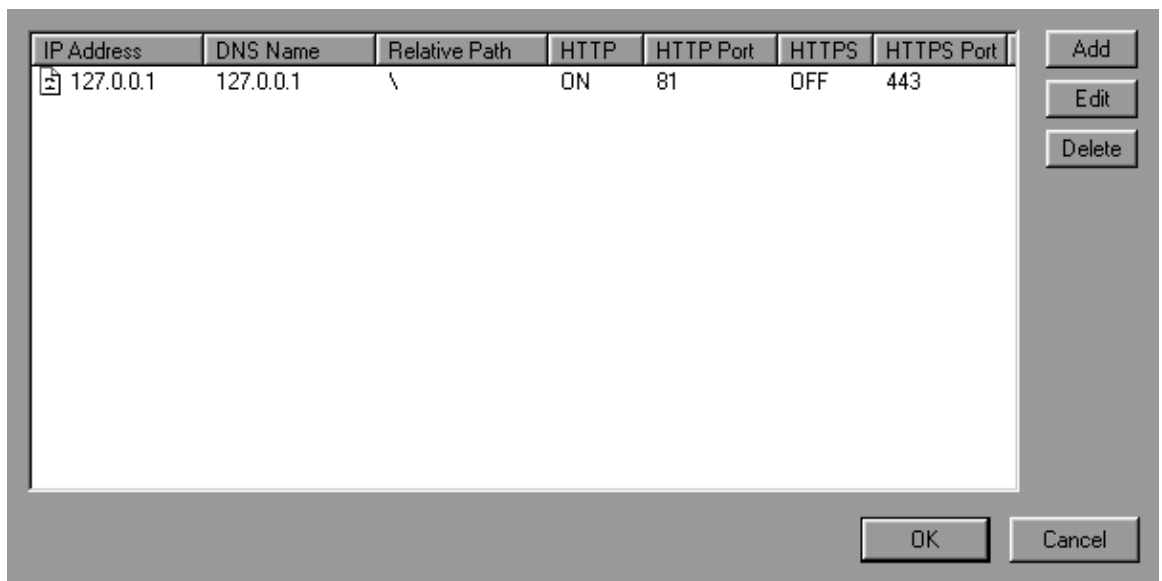 IP Address DNS Name Relative Path HTTP HTTP Port HTTPS HTTPS Port Add
127.0.0.1 127.0.0.1 \ ON 81 OFF 443
Edit
Delete
OK Cancel